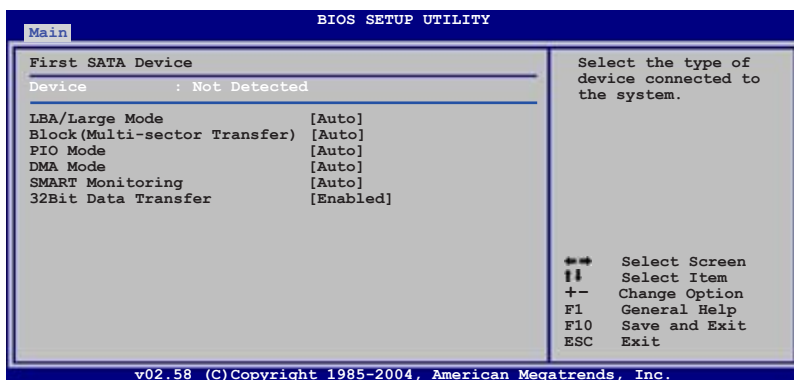 BIOS SETUP UTILITY
Main
First SATA Device
Device : Not Detected
LBA/Large Mode [Auto]
Block(Multi-sector Transfer) [Auto]
PIO Mode [Auto]
DMA Mode [Auto]
SMART Monitoring [Auto]
32Bit Data Transfer [Enabled]
Select the type of
device connected to
the system.
Select Screen
Select Item
+- Change Option
F1 General Help
F10 Save and Exit
ESC Exit
v02.58 (C)Copyright 1985-2004, American Megatrends, Inc.